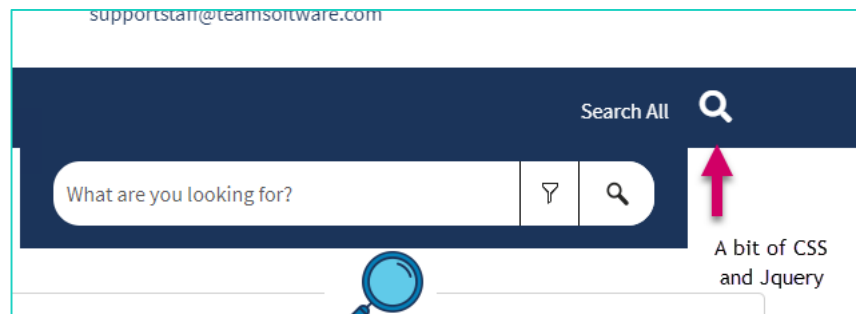 supportstaff@teamsoftware.com
Search All
What are you looking for?
A bit of CSS
and Jquery